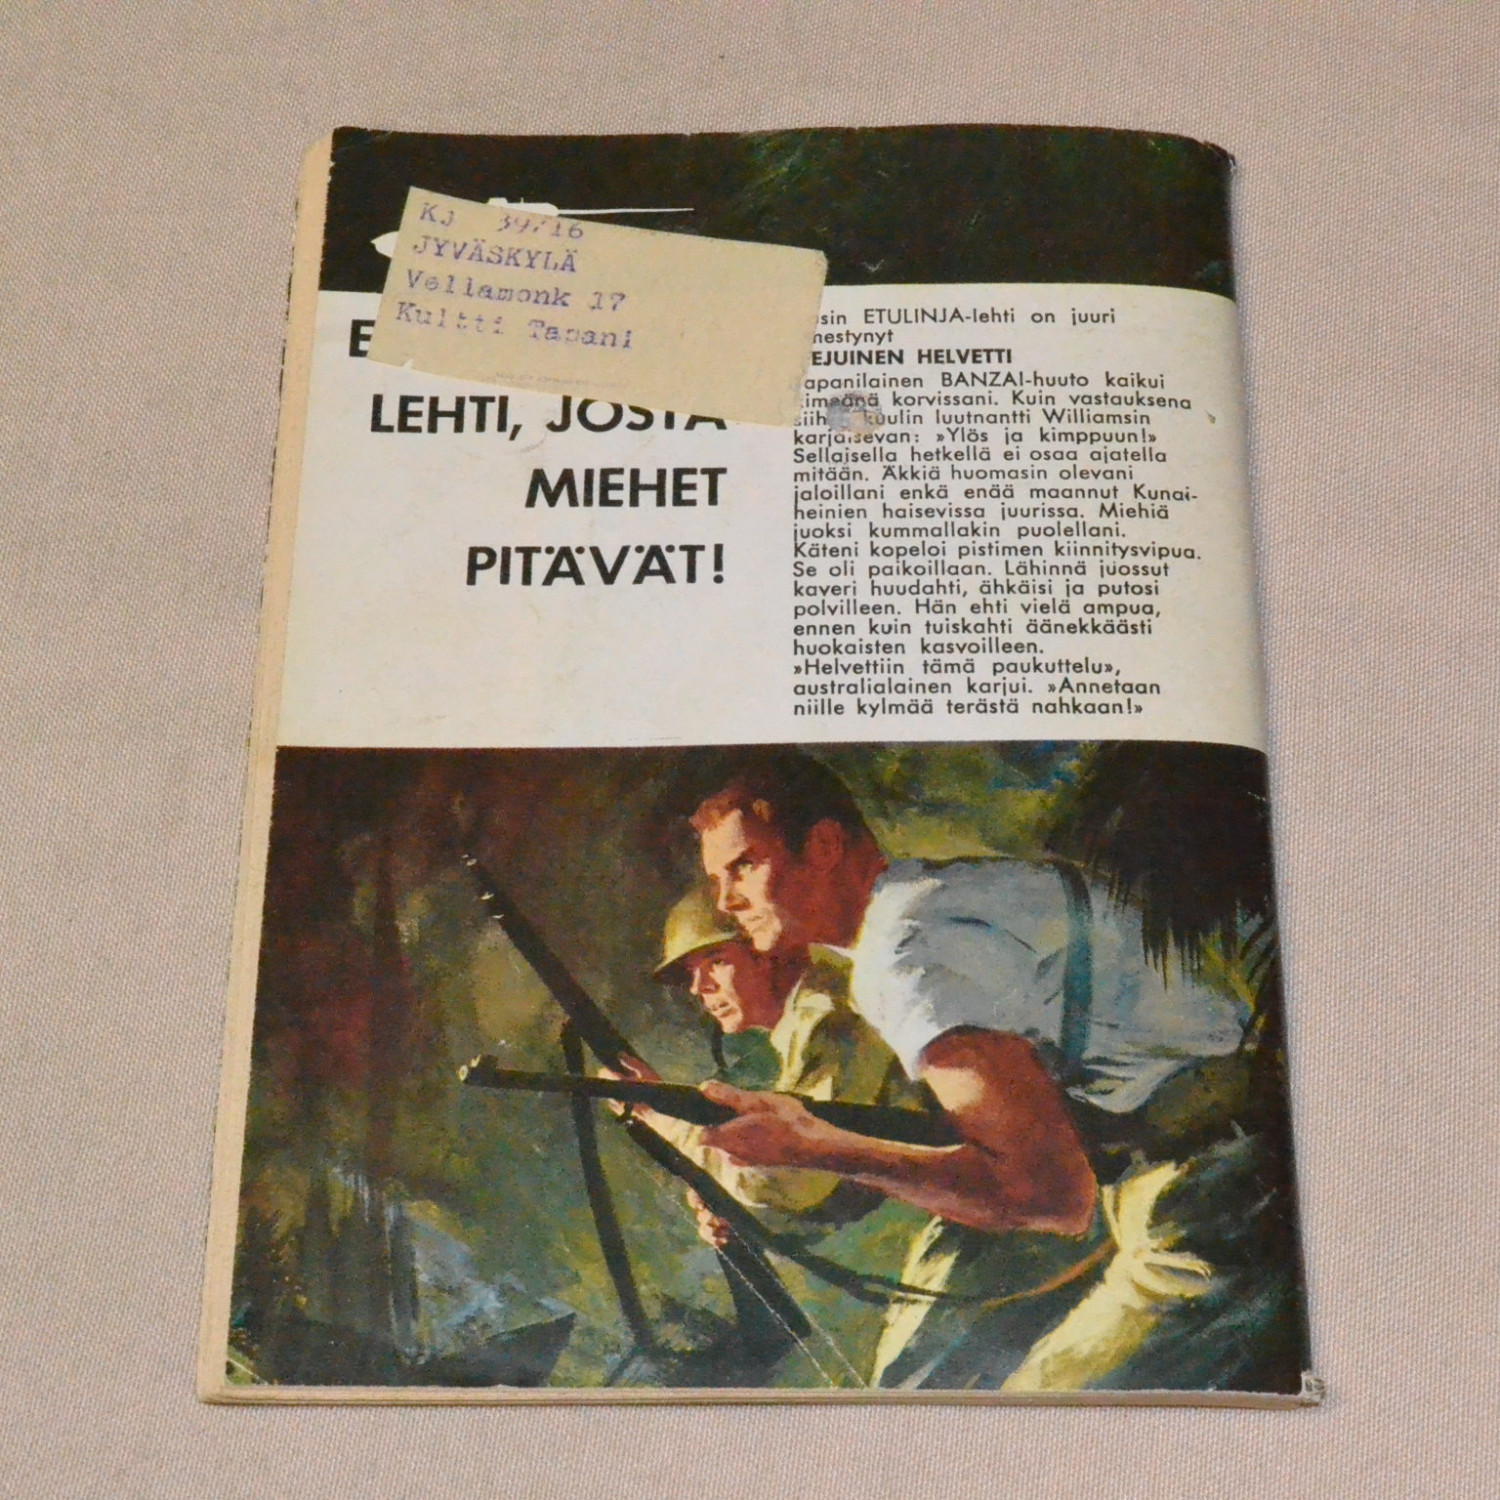 KJ 39/16
JYVÄSKYLÄ
Vellamonk 17
Kultti Tapani
LEHTI, JOSTA
MIEHET
PITÄVÄT!
ETULINJA-lehti on juuri
EJUINEN HELVETTI
BANZAI-huuto kaikui
korvissani. Kuin vastauksena
kuulin luutnantti Williamsin
karjaisevan: »Ylös ja kimppuun!»
Sellaisella hetkellä ei osaa ajatella
mitään. Äkkiä huomasin olevani
jaloillani enkä enää maannut Kunai-
heinien haisevissa juurissa. Miehiä
juoksi kummallakin puolellani.
Käteni kopeloi pistimen kiinnitysvipua.
Se oli paikoillaan. Lähinnä juossut
kaveri huudahti, ähkäisi ja putosi
polvilleen. Hän ehti vielä ampua,
ennen kuin tuiskahti äänekkäästi
huokaisten kasvoilleen.
»Helvettiin tämä paukuttelu»,
australialainen karjui. »Annetaan
niille kylmää terästä nahkaan!»